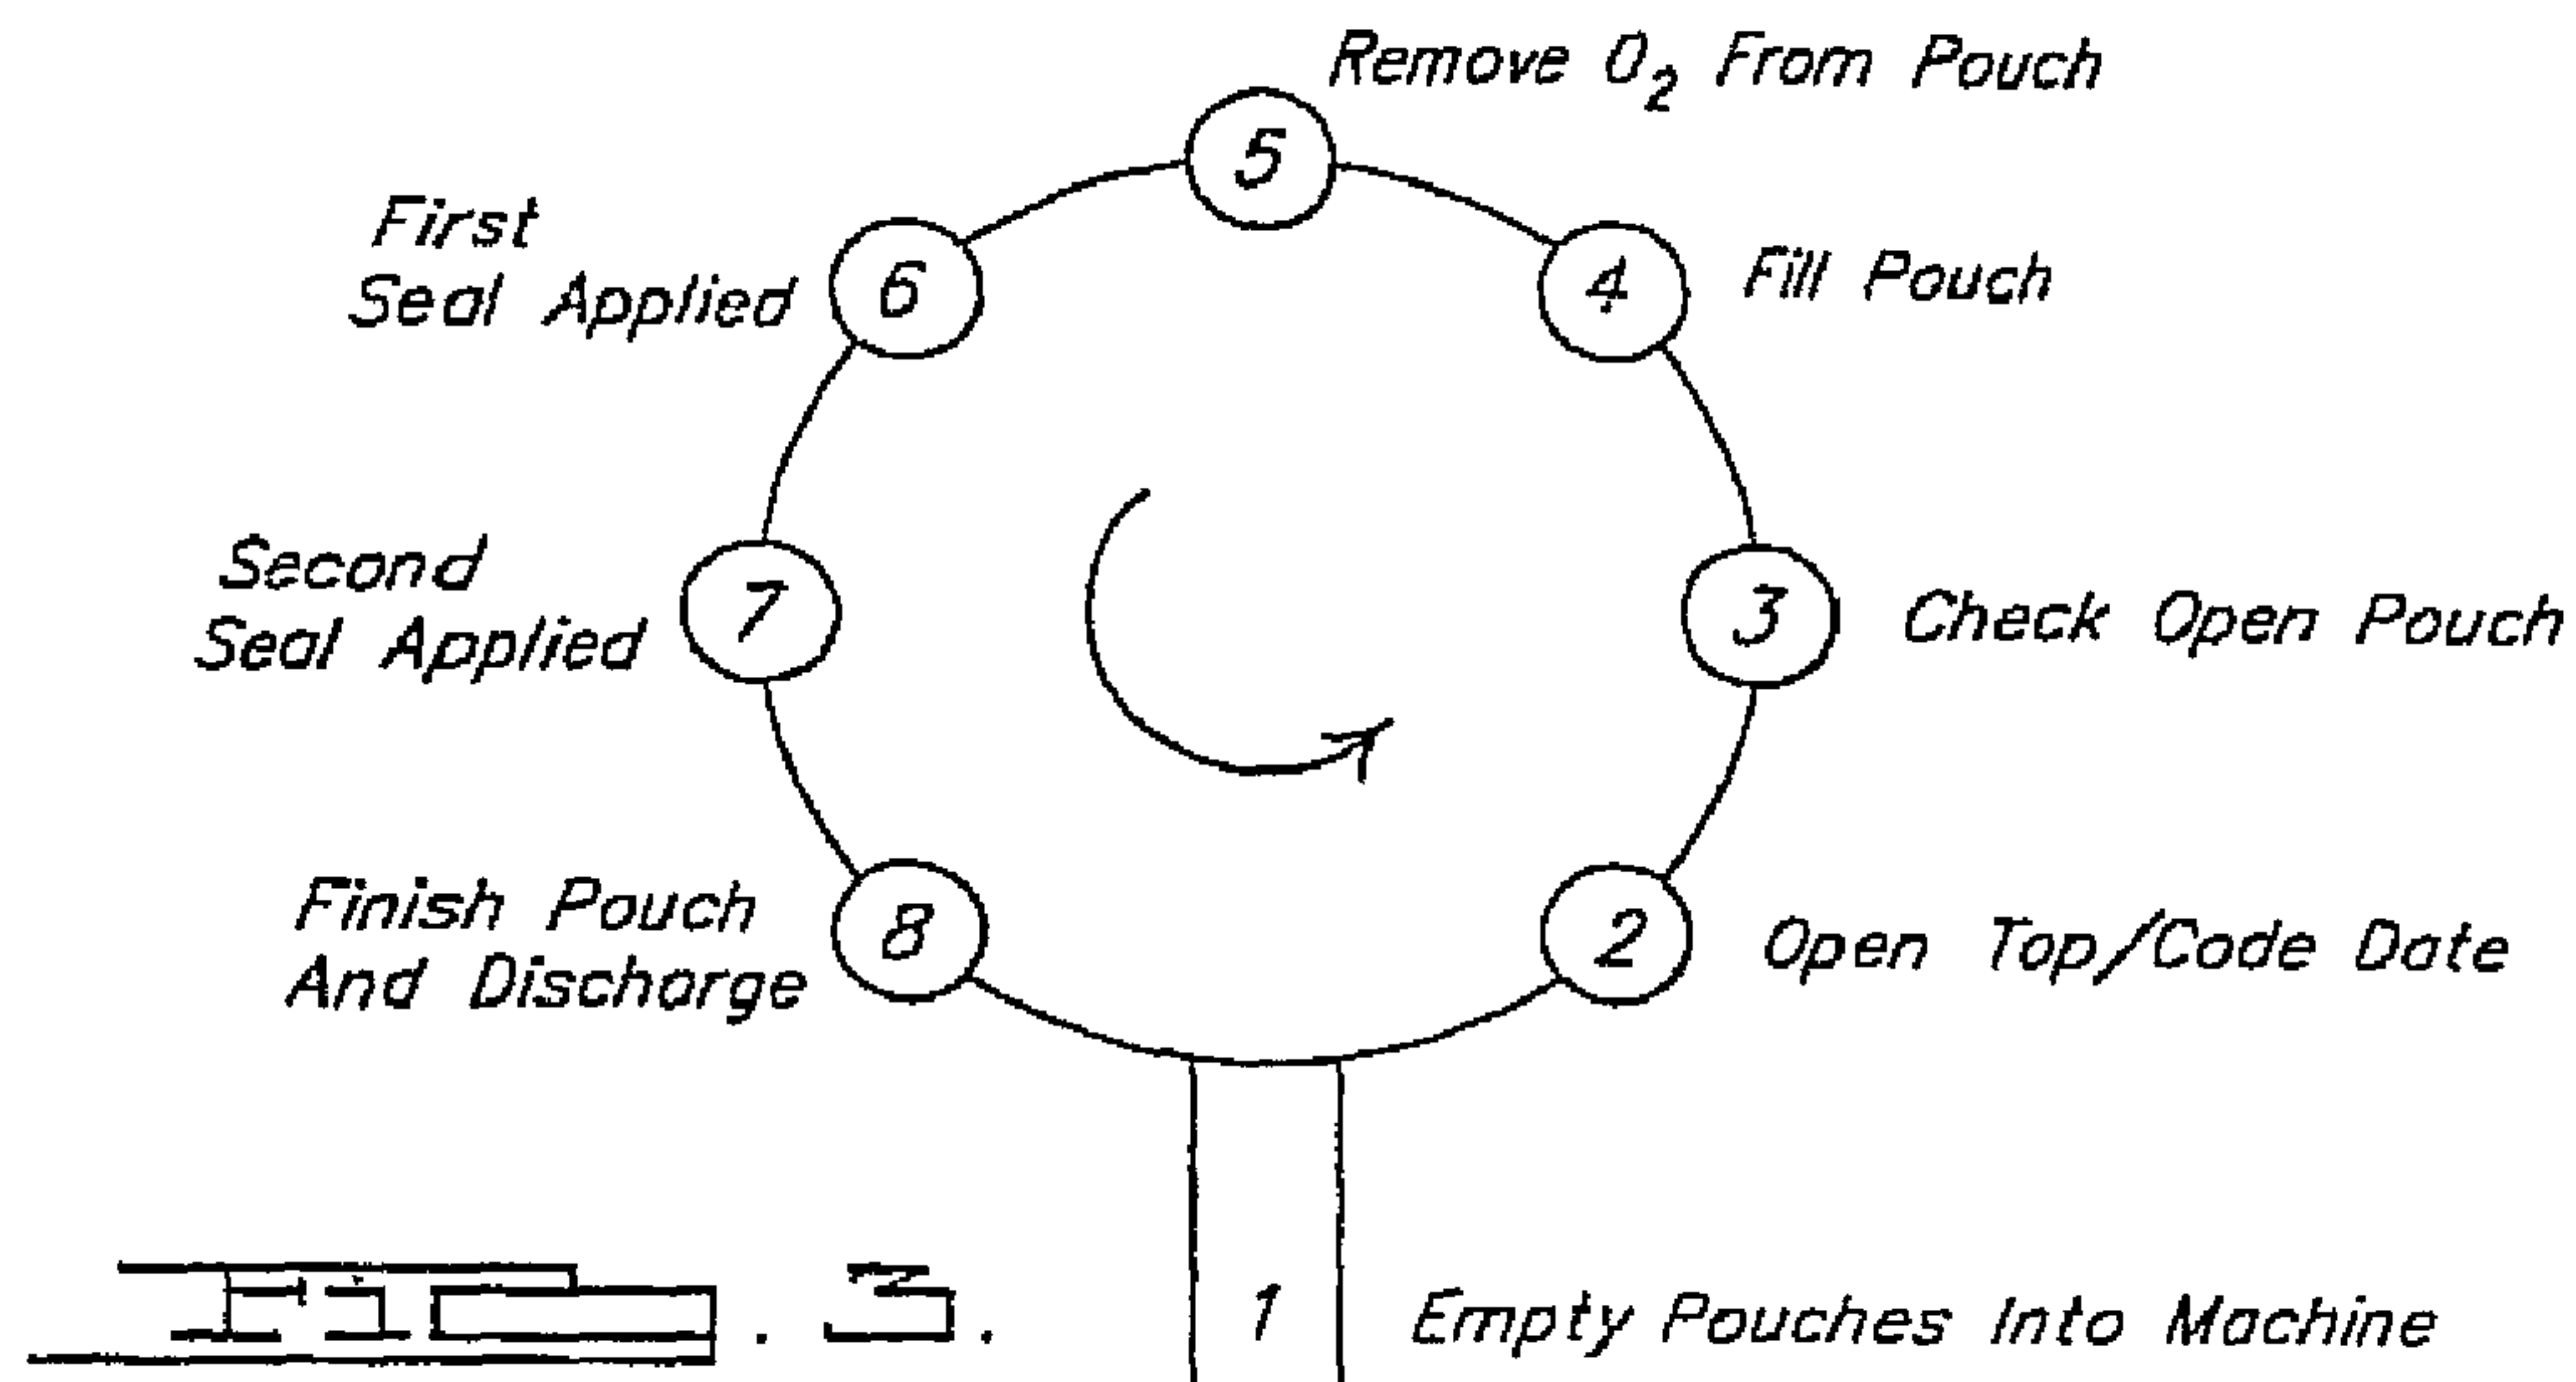 Remove O₂ From Pouch
5
First
Seal Applied
6
4
Fill Pouch
Second
Seal Applied
7
3
Check Open Pouch
Finish Pouch
And Discharge
8
2
Open Top/Code Date
FIG. 3.
1
Empty Pouches Into Machine